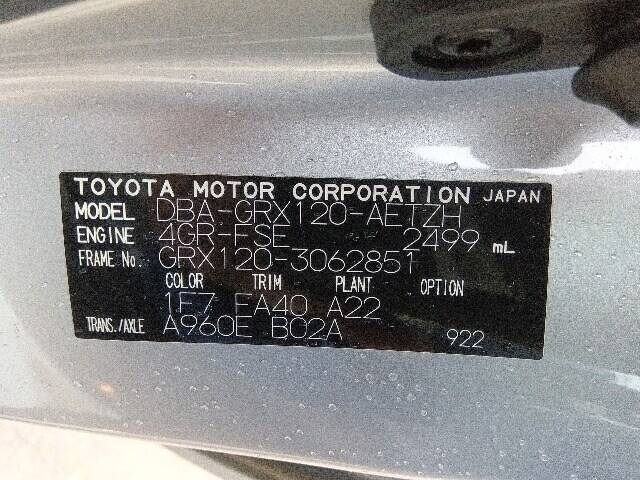 TOYOTA MOTOR CORPORATION JAPAN
MODEL DBA-GRX120-AETZH
ENGINE 4GR-FSE 2499 mL
FRAME No. GRX120-3062851
COLOR TRIM PLANT OPTION
1F7 FA40 A22
TRANS./AXLE A960E B02A 922